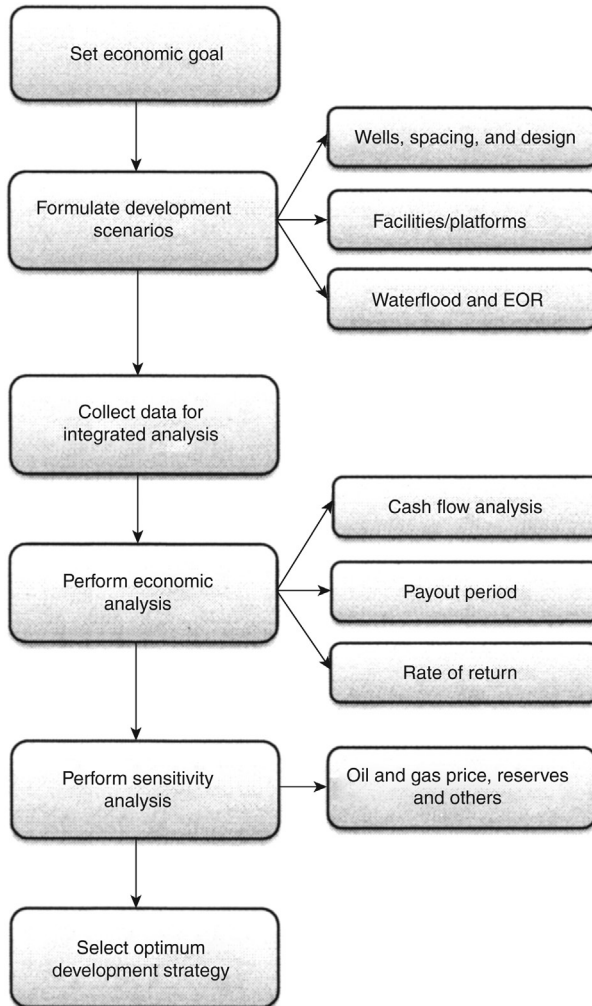 Set economic goal
Wells, spacing, and design
Formulate development
scenarios
Facilities/platforms
Waterflood and EOR
Collect data for
integrated analysis
Cash flow analysis
Perform economic
analysis
Payout period
Rate of return
Perform sensitivity
analysis
Oil and gas price, reserves
and others
Select optimum
development strategy